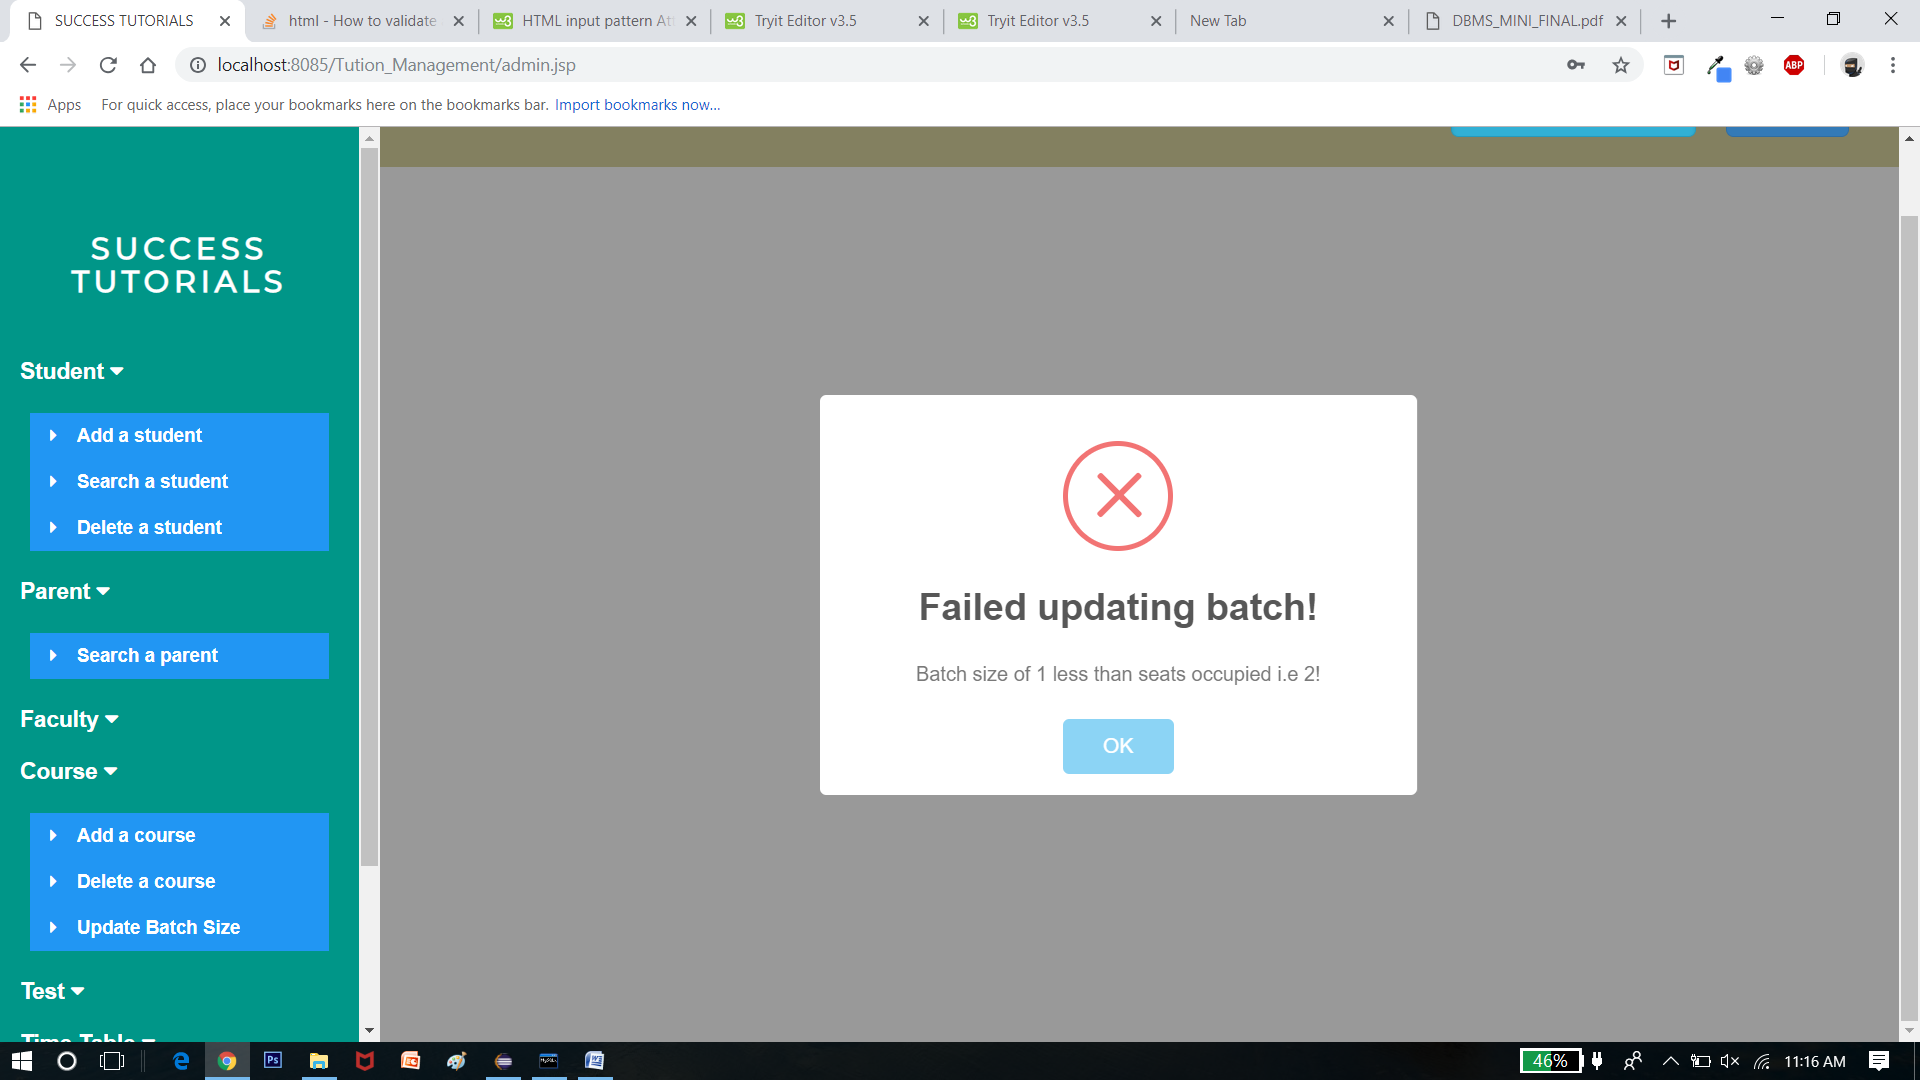 SUCCESS TUTORIALS
html - How to validate
HTML input pattern Att
Tryit Editor v3.5
Tryit Editor v3.5
New Tab
DBMS_MINI_FINAL.pdf
localhost:8085/Tution_Management/admin.jsp
ABP
Apps
For quick access, place your bookmarks here on the bookmarks bar. Import bookmarks now...
SUCCESS
TUTORIALS
Student
Add a student
Search a student
Delete a student
Parent
Search a parent
Faculty
Course
Add a course
Delete a course
Update Batch Size
Test
Time Table
Failed updating batch!
Batch size of 1 less than seats occupied i.e 2!
OK
46%
11:16 AM